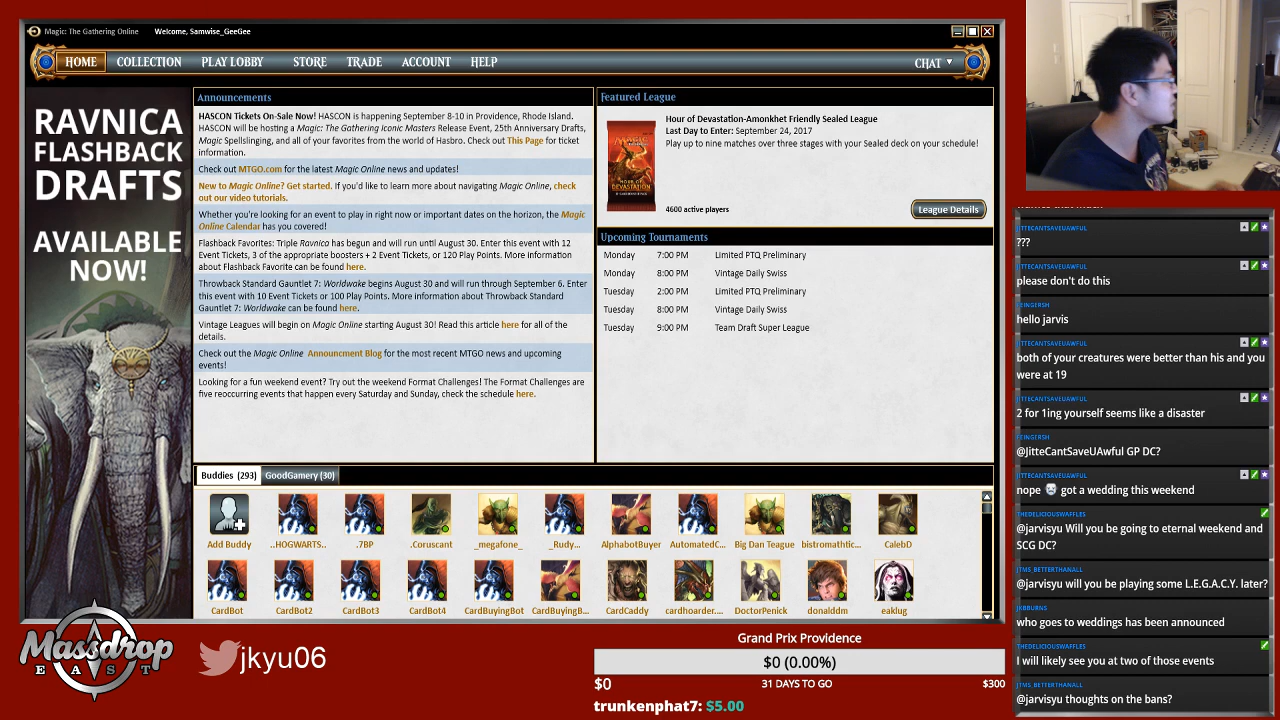 Magic: The Gathering Online Welcome, Samwise_GeeGee
HOME COLLECTION PLAY LOBBY STORE TRADE ACCOUNT HELP CHAT
RAVNICA
FLASHBACK
DRAFTS
AVAILABLE
NOW!
Announcements
HASCON Tickets On-Sale Now! HASCON is happening September 8-10 in Providence, Rhode Island.
HASCON will be hosting a Magic: The Gathering Iconic Masters Release Event, 25th Anniversary Drafts,
Magic Spellslinging, and all of your favorites from the world of Hasbro. Check out This Page for ticket
information.
Check out MTGO.com for the latest Magic Online news and updates!
New to Magic Online? Get started. If you'd like to learn more about navigating Magic Online, check
out our video tutorials.
Whether you're looking for an event to play in right now or important dates on the horizon, the Magic
Online Calendar has you covered!
Flashback Favorites: Triple Ravnica has begun and will run until August 30. Enter this event with 12
Event Tickets, 3 of the appropriate boosters + 2 Event Tickets, or 120 Play Points. More information
about Flashback Favorite can be found here.
Throwback Standard Gauntlet 7: Worldwake begins August 30 and will run through September 6. Enter
this event with 10 Event Tickets or 100 Play Points. More information about Throwback Standard
Gauntlet 7: Worldwake can be found here.
Vintage Leagues will begin on Magic Online starting August 30! Read this article here for all of the
details.
Check out the Magic Online Announcment Blog for the most recent MTGO news and upcoming
events!
Looking for a fun weekend event? Try out the weekend Format Challenges! The Format Challenges are
five reoccurring events that happen every Saturday and Sunday, check the schedule here.
Featured League
Hour of Devastation-Amonkhet Friendly Sealed League
Last Day to Enter: September 24, 2017
Play up to nine matches over three stages with your Sealed deck on your schedule!
4600 active players
League Details
Upcoming Tournaments
Monday 7:00 PM Limited PTQ Preliminary
Monday 8:00 PM Vintage Daily Swiss
Tuesday 2:00 PM Limited PTQ Preliminary
Tuesday 8:00 PM Vintage Daily Swiss
Tuesday 9:00 PM Team Draft Super League
Buddies (293) GoodGamery (30)
Add Buddy ..HOGWARTS.. .7BP .Coruscant _megafone_ _Rudy... AlphabotBuyer AutomatedC... Big Dan Teague bistromathtic... CalebD
CardBot CardBot2 CardBot3 CardBot4 CardBuyingBot CardBuyingB... CardCaddy cardhoarder.... DoctorPenick donalddm eaklug
Massdrop
EAST
jkyu06
Grand Prix Providence
$0 (0.00%)
$0 31 DAYS TO GO $300
trunkenphat7: $5.00
JITTECANTSAVEUAWFUL
???
JITTECANTSAVEUAWFUL
please don't do this
FEINGERSH
hello jarvis
JITTECANTSAVEUAWFUL
both of your creatures were better than his and you
were at 19
JITTECANTSAVEUAWFUL
2 for 1ing yourself seems like a disaster
FEINGERSH
@JitteCantSaveUAwful GP DC?
JITTECANTSAVEUAWFUL
nope got a wedding this weekend
THEDELICIOUSWAFFLES
@jarvisyu Will you be going to eternal weekend and
SCG DC?
JTMS_BETTERTHANALL
@jarvisyu will you be playing some L.E.G.A.C.Y. later?
JKBBURNS
who goes to weddings has been announced
THEDELICIOUSWAFFLES
I will likely see you at two of those events
JTMS_BETTERTHANALL
@jarvisyu thoughts on the bans?